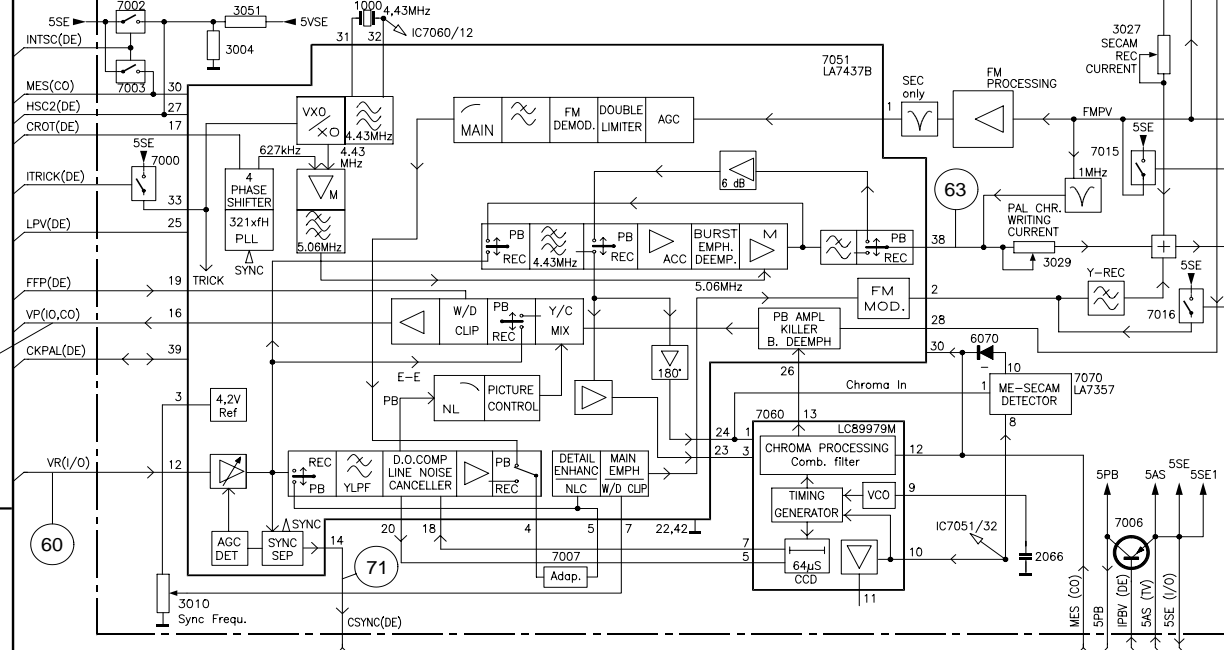 7002
5SE
3051
5VSE
1000
4,43MHz
IC7060/12
INTSC(DE)
3004
7003
31
32
7051
LA7437B
3027
SECAM
REC
CURRENT
MES(CO)
30
HSC2(DE)
27
CROT(DE)
17
VXO
XO
4.43MHz
MAIN
FM
DEMOD.
DOUBLE
LIMITER
AGC
1
SEC
only
FM
PROCESSING
FMPV
5SE
7015
5SE
7000
627kHz
4.43
MHz
ITRICK(DE)
33
4
PHASE
SHIFTER
321xfH
PLL
SYNC
M
5.06MHz
6 dB
63
1MHz
PAL CHR.
WRITING
CURRENT
3029
LPV(DE)
25
TRICK
PB
REC
4.43MHz
PB
REC
ACC
BURST
EMPH.
DEEMP.
M
PB
REC
38
5.06MHz
FFP(DE)
19
VP(IO,CO)
16
CKPAL(DE)
39
W/D
CLIP
PB
REC
Y/C
MIX
E-E
FM
MOD.
2
Y-REC
5SE
7016
PB AMPL
KILLER
B. DEEMPH
28
30
6070
26
180°
Chroma In
10
1
ME-SECAM
DETECTOR
7070
LA7357
8
3
4,2V
Ref
PB
NL
PICTURE
CONTROL
7060
13
LC89979M
24
1
23
3
CHROMA PROCESSING
Comb. filter
12
VR(I/O)
12
REC
PB
YLPF
D.O.COMP
LINE NOISE
CANCELLER
PB
REC
DETAIL
ENHANC
NLC
MAIN
EMPH
W/D CLIP
TIMING
GENERATOR
VCO
9
60
AGC
DET
SYNC
SYNC
SEP
14
20
18
4
5
7
22,42
7
5
64µS
CCD
10
11
IC7051/32
2066
71
7007
Adap.
3010
Sync Frequ.
CSYNC(DE)
5PB
5AS
5SE
5SE1
7006
MES (CO)
5PB
IPBV (DE)
5AS (TV)
5SE (I/O)